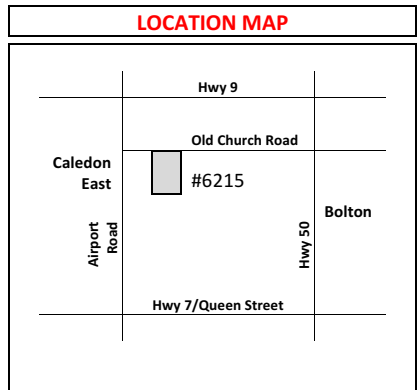 LOCATION MAP
Hwy 9
Old Church Road
Caledon
East
#6215
Bolton
Airport
Road
Hwy 50
Hwy 7/Queen Street